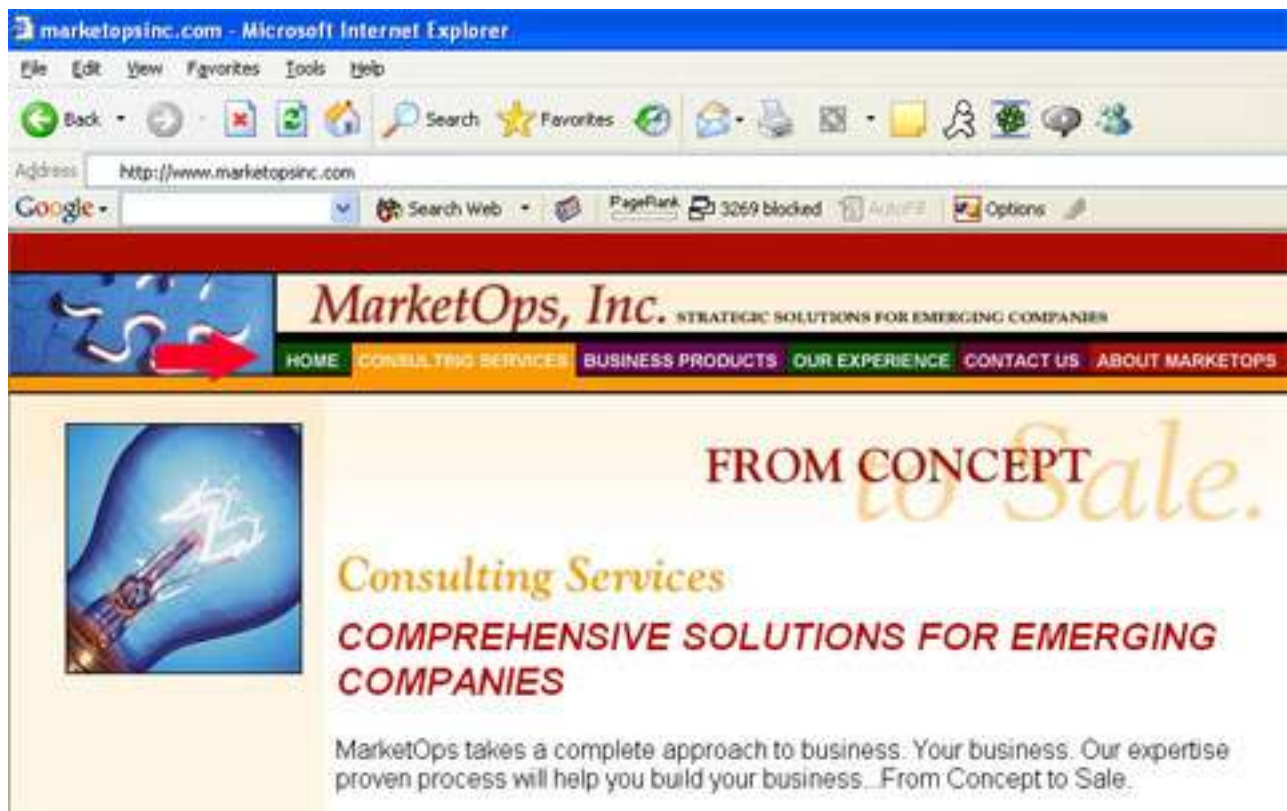 marketopsinc.com - Microsoft Internet Explorer
File Edit View Favorites Tools Help
Back Search Favorites
Address http://www.marketopsinc.com
Google Search Web PageRank 3269 blocked AutoFill Options
MarketOps, Inc. STRATEGIC SOLUTIONS FOR EMERGING COMPANIES
HOME CONSULTING SERVICES BUSINESS PRODUCTS OUR EXPERIENCE CONTACT US ABOUT MARKETOPS
FROM CONCEPT to Sale.
Consulting Services
COMPREHENSIVE SOLUTIONS FOR EMERGING
COMPANIES
MarketOps takes a complete approach to business. Your business. Our expertise
proven process will help you build your business...From Concept to Sale.